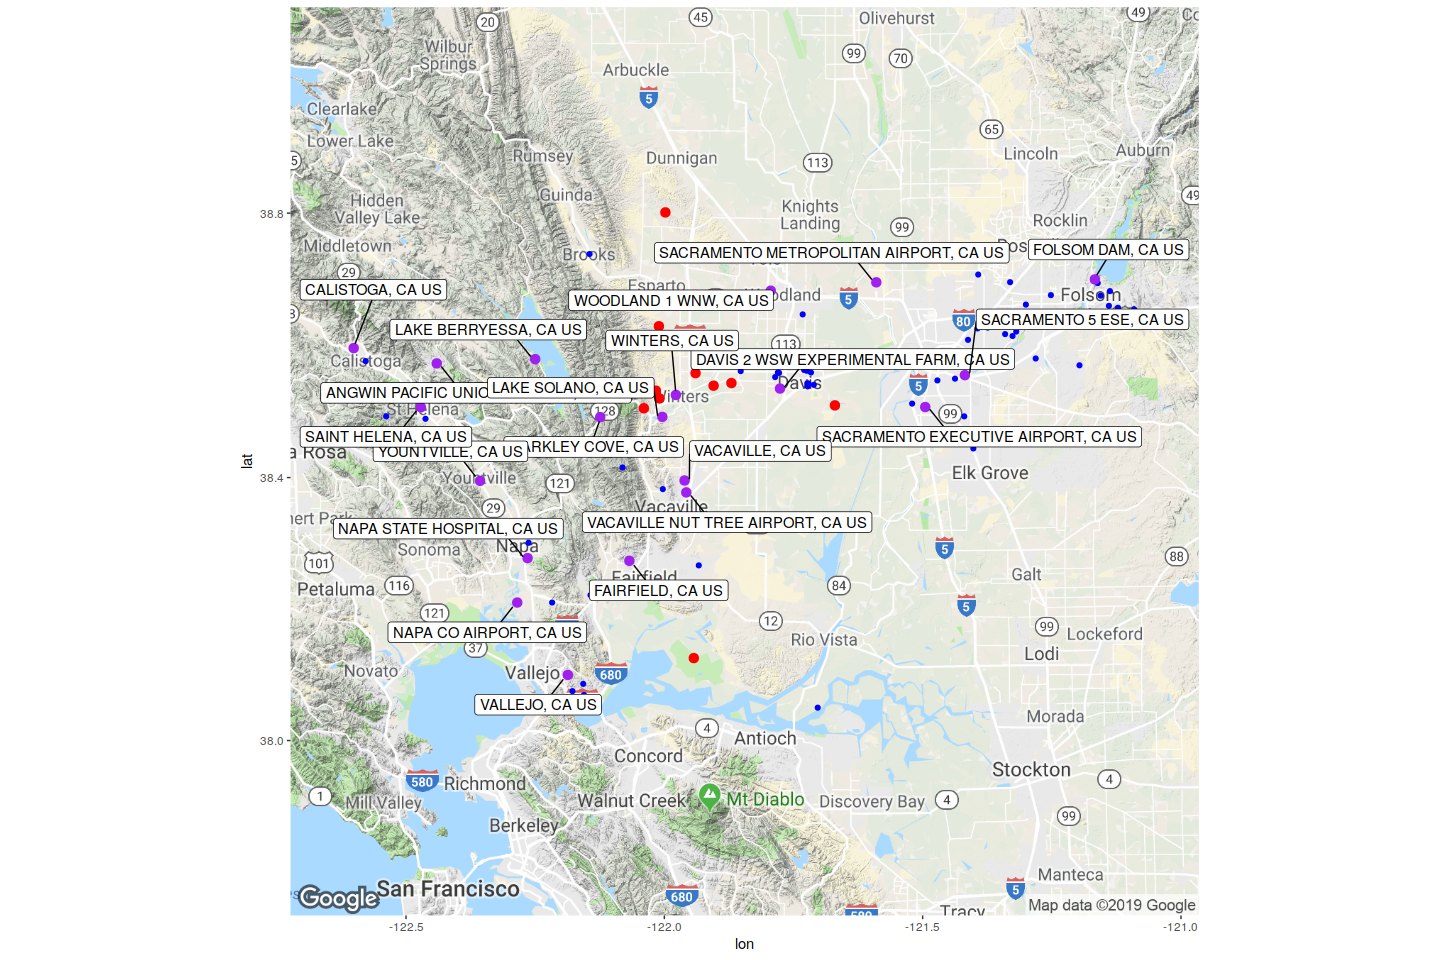 20
45
49
Co
Olivehurst
Wilbur
Springs
99
70
Arbuckle
5
Clearlake
Lower Lake
65
Lincoln
Auburn
5
Rumsey
Dunnigan
113
Guinda
49
Hidden
Valley Lake
Knights
Landing
Rocklin
38.8
99
Middletown
Brooks
SACRAMENTO METROPOLITAN AIRPORT, CA US
FOLSOM DAM, CA US
29
CALISTOGA, CA US
Esparto
WOODLAND 1 WNW, CA US
5
Folsom
LAKE BERRYESSA, CA US
80
SACRAMENTO 5 ESE, CA US
WINTERS, CA US
113
Calistoga
DAVIS 2 WSW EXPERIMENTAL FARM, CA US
Davis
5
ANGWIN PACIFIC UNIO
LAKE SOLANO, CA US
Winters
St Helena
128
99
SAINT HELENA, CA US
YOUNTVILLE, CA US
a Rosa
ARKLEY COVE, CA US
VACAVILLE, CA US
SACRAMENTO EXECUTIVE AIRPORT, CA US
Elk Grove
lat
38.4
Yountville
121
29
Vacaville
nert Park
NAPA STATE HOSPITAL, CA US
VACAVILLE NUT TREE AIRPORT, CA US
Sonoma
Napa
5
88
101
Petaluma
116
Fairfield
FAIRFIELD, CA US
84
Galt
121
5
12
99
Lockeford
NAPA CO AIRPORT, CA US
Rio Vista
37
Lodi
Novato
Vallejo
680
VALLEJO, CA US
Morada
4
38.0
Antioch
Concord
Stockton
580
Richmond
4
1
Mill Valley
Walnut Creek
Mt Diablo
Discovery Bay
4
99
Berkeley
Manteca
San Francisco
Google
680
5
580
Tracy
Map data ©2019 Google
-122.5
-122.0
-121.5
-121.0
lon